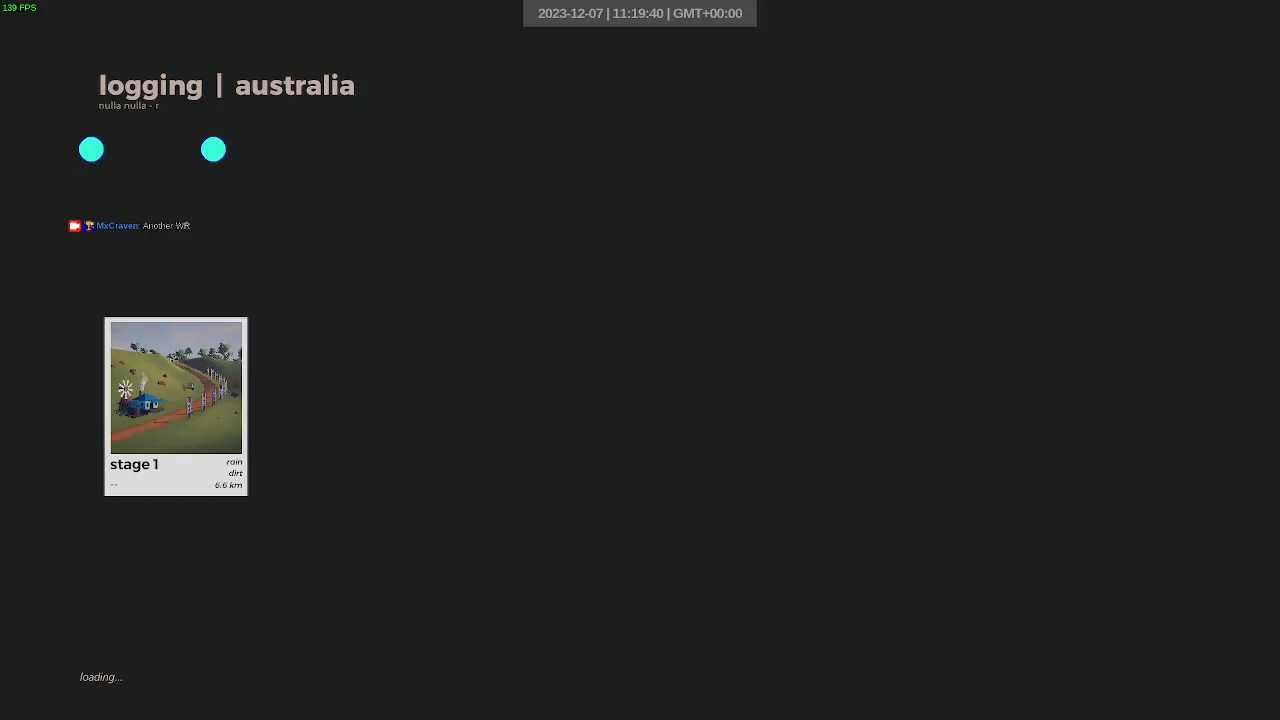 139 FPS
2023-12-07 | 11:19:40 | GMT+00:00
logging | australia
nulla nulla - r
MxCraven: Another WR
stage 1
rain
dirt
-- 6.6 km
loading...